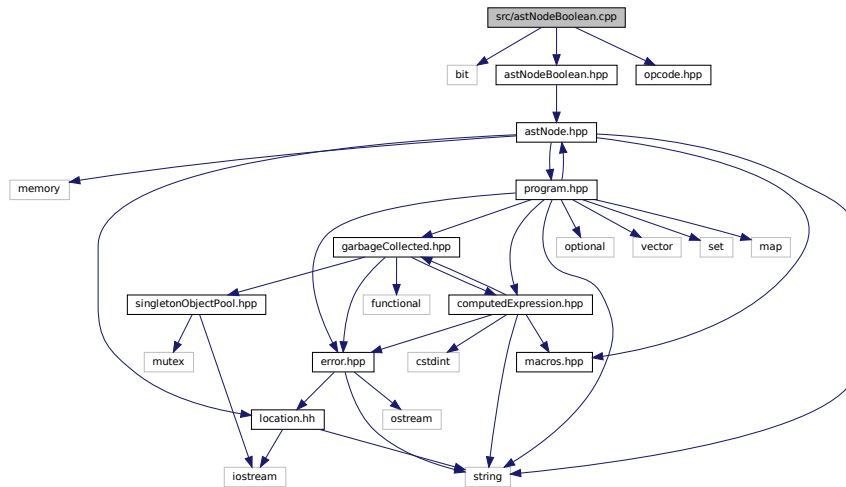 src/astNodeBoolean.cpp
bit
astNodeBoolean.hpp
opcode.hpp
astNode.hpp
memory
program.hpp
garbageCollected.hpp
optional
vector
set
map
singletonObjectPool.hpp
functional
computedExpression.hpp
mutex
error.hpp
cstdint
macros.hpp
location.hh
ostream
iostream
string